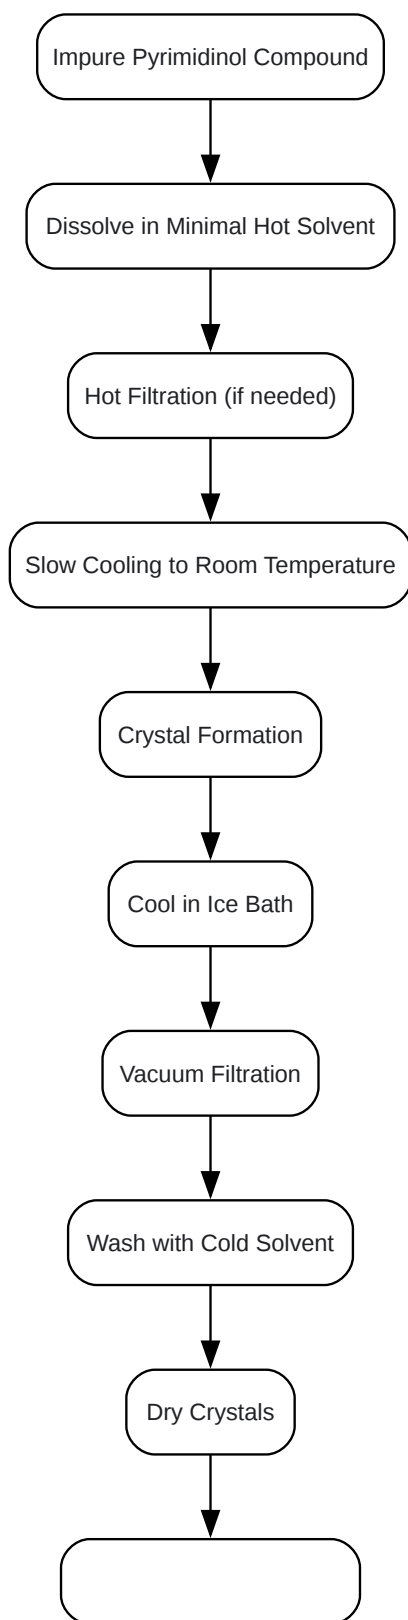 Impure Pyrimidinol Compound
Dissolve in Minimal Hot Solvent
Hot Filtration (if needed)
Slow Cooling to Room Temperature
Crystal Formation
Cool in Ice Bath
Vacuum Filtration
Wash with Cold Solvent
Dry Crystals